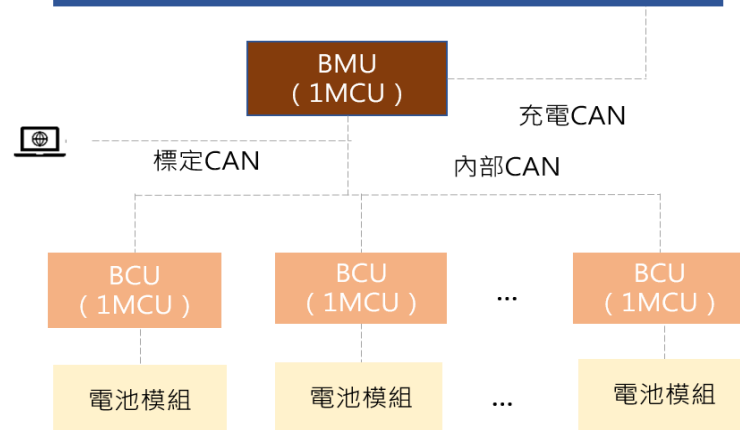 BMU
（1MCU）
充電CAN
標定CAN
內部CAN
BCU
（1MCU）
BCU
（1MCU）
...
BCU
（1MCU）
電池模組
電池模組
...
電池模組